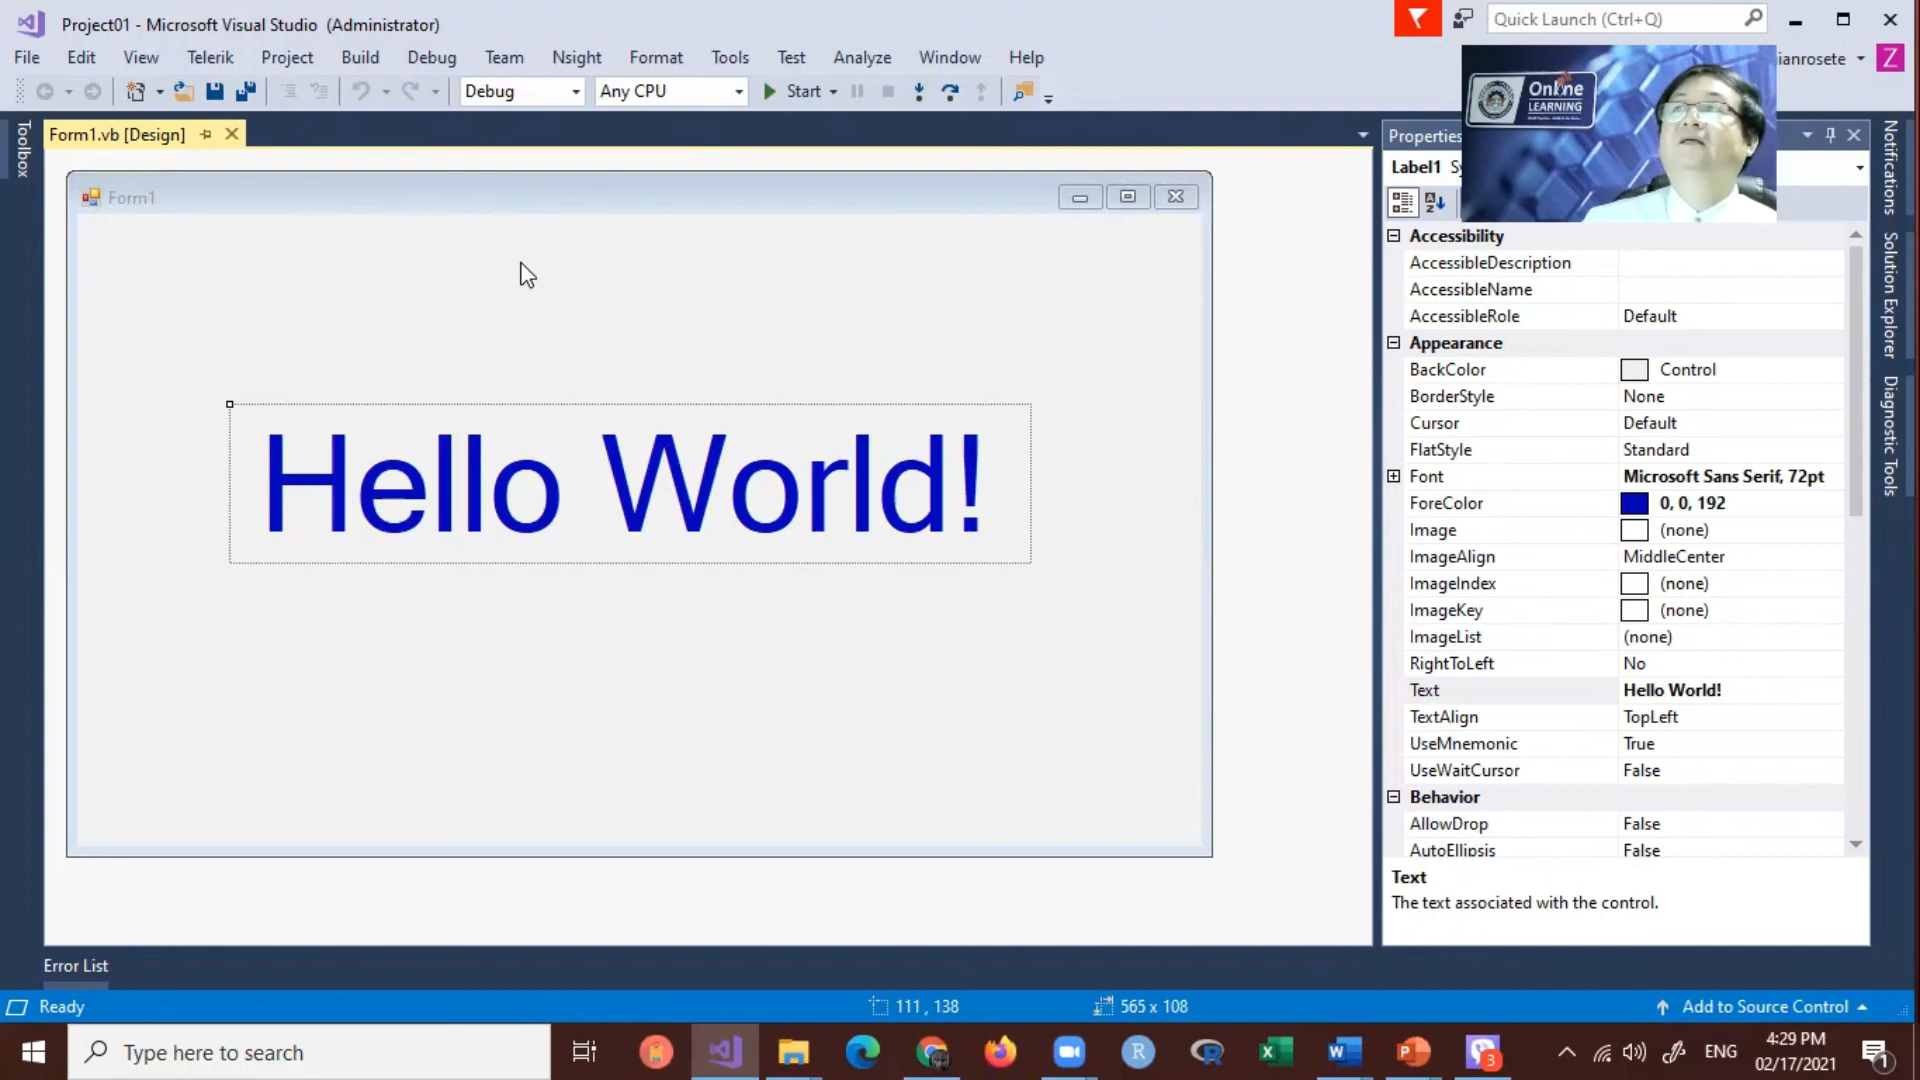 Project01 - Microsoft Visual Studio (Administrator)
Quick Launch (Ctrl+Q)
File Edit View Telerik Project Build Debug Team Nsight Format Tools Test Analyze Window Help
ianrosete
Z
Debug
Any CPU
Start
Online
LEARNING
Toolbox
Form1.vb [Design]
Properties
Label1 Sy
Form1
Hello World!
Accessibility
AccessibleDescription
AccessibleName
AccessibleRole Default
Appearance
BackColor Control
BorderStyle None
Cursor Default
FlatStyle Standard
Font Microsoft Sans Serif, 72pt
ForeColor 0, 0, 192
Image (none)
ImageAlign MiddleCenter
ImageIndex (none)
ImageKey (none)
ImageList (none)
RightToLeft No
Text Hello World!
TextAlign TopLeft
UseMnemonic True
UseWaitCursor False
Behavior
AllowDrop False
AutoEllipsis False
Text
The text associated with the control.
Notifications
Solution Explorer
Diagnostic Tools
Error List
Ready
111 , 138
565 x 108
Add to Source Control
Type here to search
3
ENG
4:29 PM
02/17/2021
1